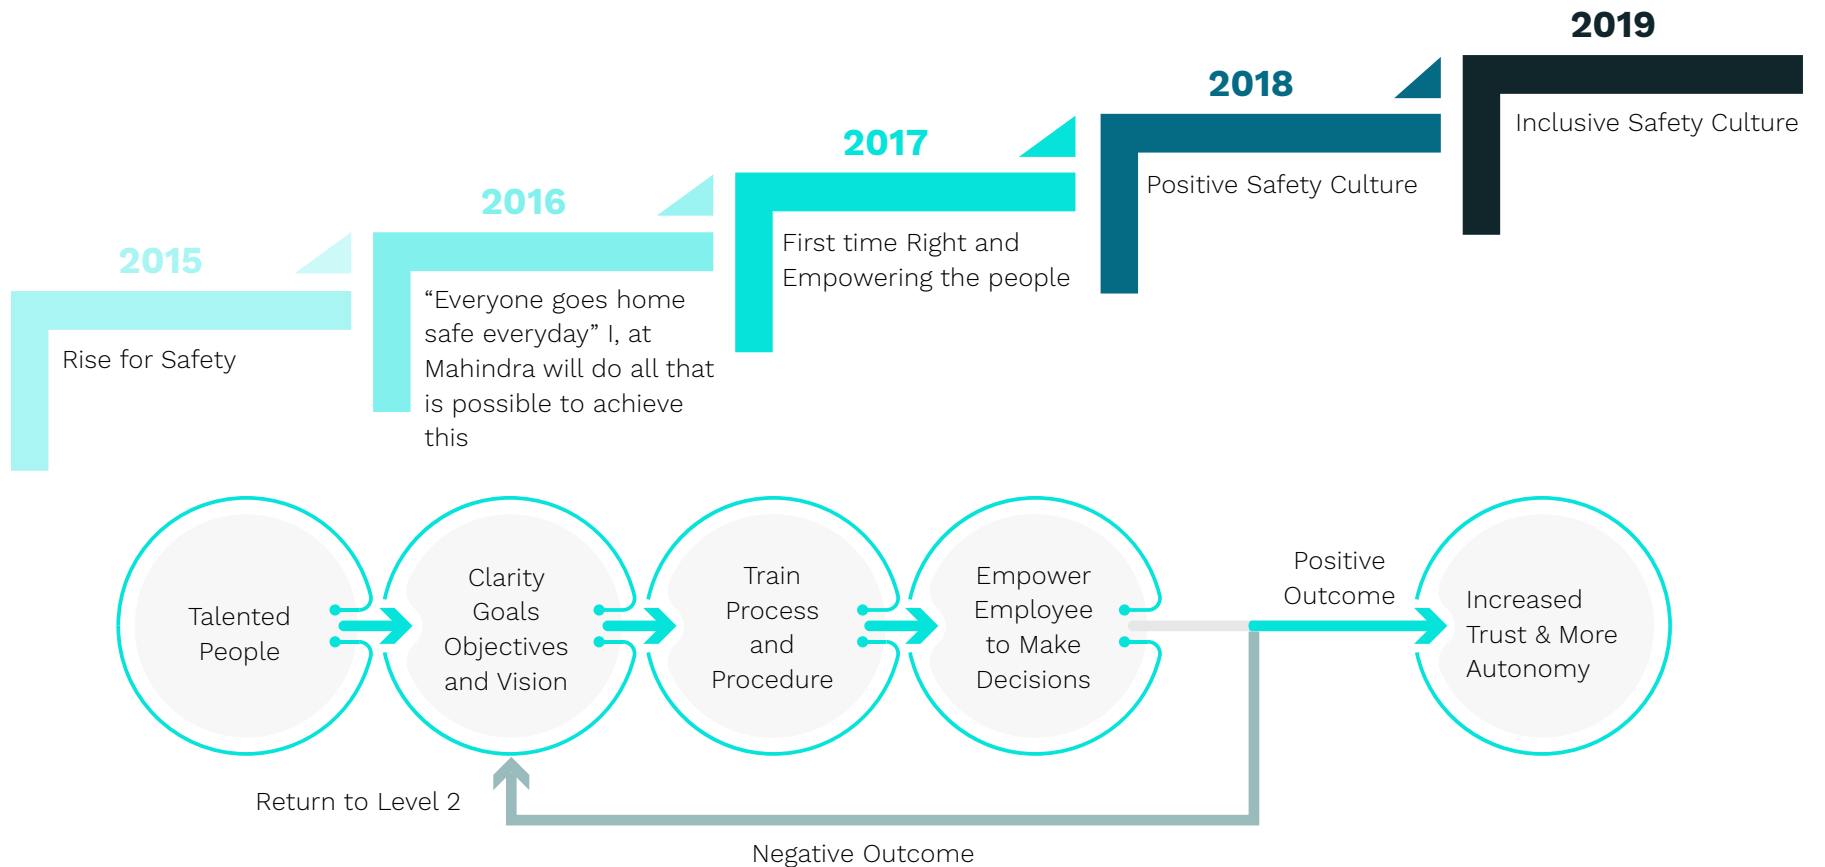 2015
Rise for Safety
2016
“Everyone goes home
safe everyday” I, at
Mahindra will do all that
is possible to achieve
this
2017
First time Right and
Empowering the people
2018
Positive Safety Culture
2019
Inclusive Safety Culture
Talented
People
Clarity
Goals
Objectives
and Vision
Train
Process
and
Procedure
Empower
Employee
to Make
Decisions
Positive
Outcome
Increased
Trust & More
Autonomy
Return to Level 2
Negative Outcome